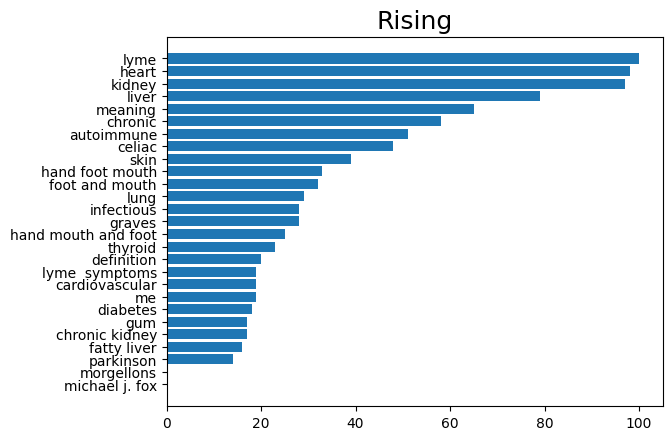 Rising
lyme
heart
kidney
liver
meaning
chronic
autoimmune
celiac
skin
hand foot mouth
foot and mouth
lung
infectious
graves
hand mouth and foot
thyroid
definition
lyme  symptoms
cardiovascular
me
diabetes
gum
chronic kidney
fatty liver
parkinson
morgellons
michael j. fox
0 20 40 60 80 100